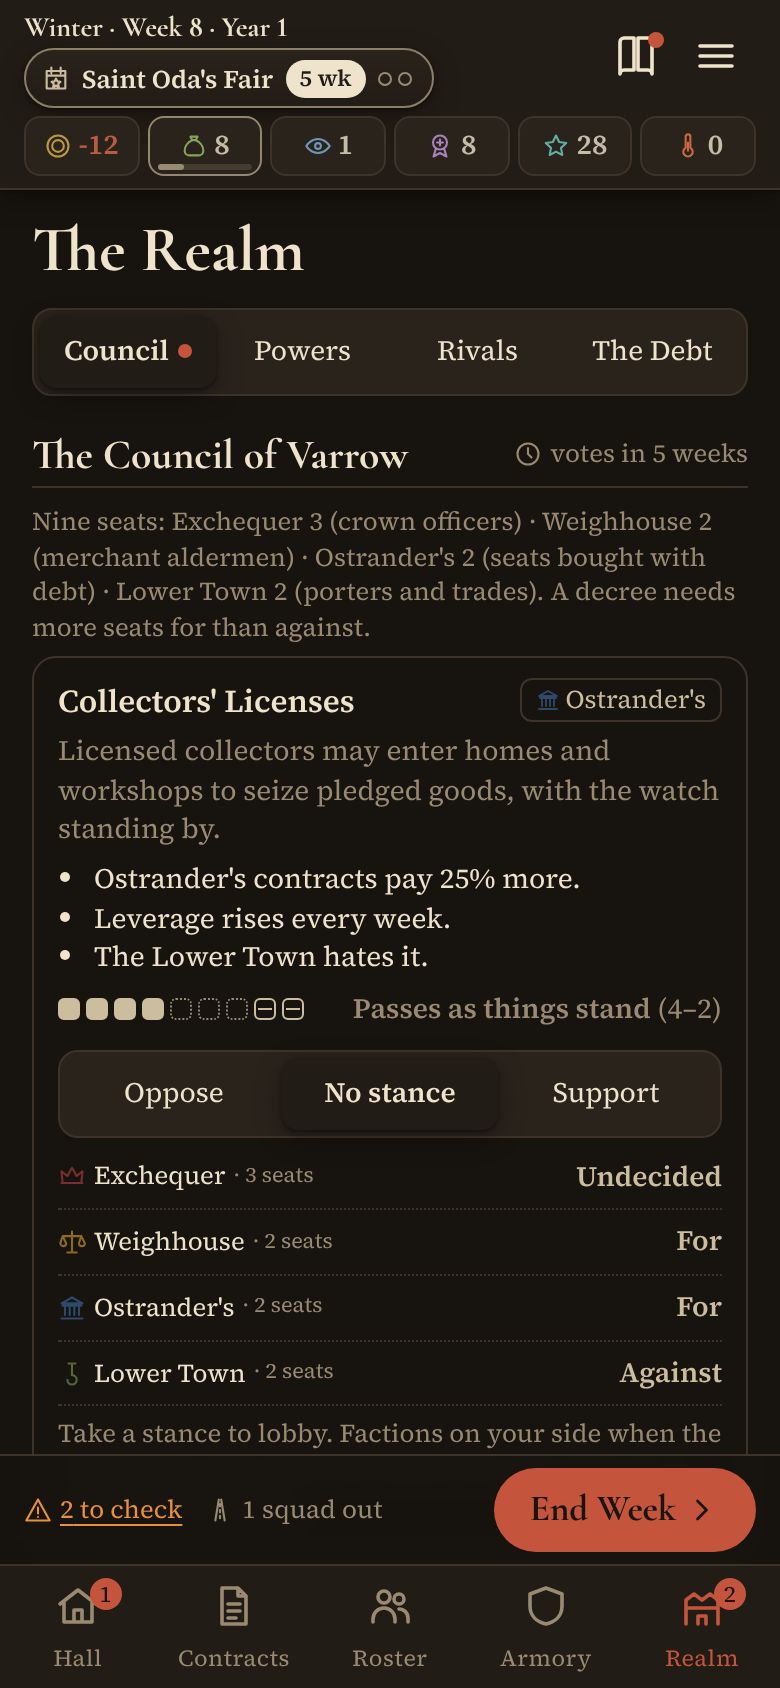 Winter · Week 8 · Year 1
Saint Oda's Fair 5 wk
-12 8 1 8 28 0
The Realm
Council Powers Rivals The Debt
The Council of Varrow votes in 5 weeks
Nine seats: Exchequer 3 (crown officers) · Weighhouse 2
(merchant aldermen) · Ostrander's 2 (seats bought with
debt) · Lower Town 2 (porters and trades). A decree needs
more seats for than against.
Collectors' Licenses Ostrander's
Licensed collectors may enter homes and
workshops to seize pledged goods, with the watch
standing by.
• Ostrander's contracts pay 25% more.
• Leverage rises every week.
• The Lower Town hates it.
Passes as things stand (4–2)
Oppose No stance Support
Exchequer · 3 seats Undecided
Weighhouse · 2 seats For
Ostrander's · 2 seats For
Lower Town · 2 seats Against
Take a stance to lobby. Factions on your side when the
2 to check 1 squad out End Week
1 2
Hall Contracts Roster Armory Realm